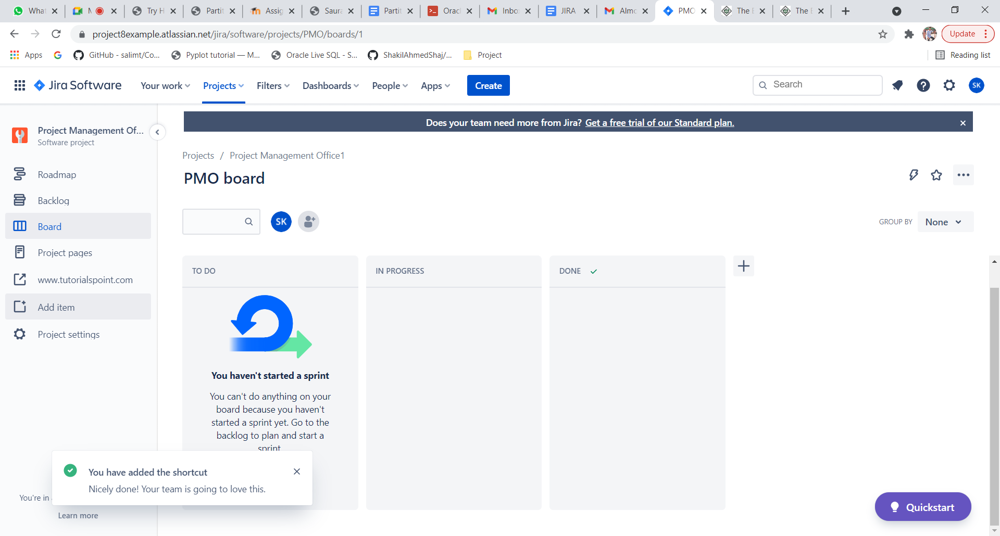 What
M
Try H
Partit
Assig
Saura
Partit
Oracl
Inbo
JIRA
Almo
PMO
The E
The E
project8example.atlassian.net/jira/software/projects/PMO/boards/1
Update
Apps
GitHub - salimt/Co...
Pyplot tutorial — M...
Oracle Live SQL - S...
ShakilAhmedShaj/...
Project
Reading list
Jira Software
Your work
Projects
Filters
Dashboards
People
Apps
Create
Search
SK
Project Management Of...
Software project
Does your team need more from Jira? Get a free trial of our Standard plan.
Projects / Project Management Office1
PMO board
Roadmap
Backlog
Board
Project pages
www.tutorialspoint.com
Add item
Project settings
SK
GROUP BY
None
TO DO
IN PROGRESS
DONE
You haven't started a sprint
You can't do anything on your
board because you haven't
started a sprint yet. Go to the
backlog to plan and start a
sprint
You have added the shortcut
Nicely done! Your team is going to love this.
You're in
Learn more
Quickstart